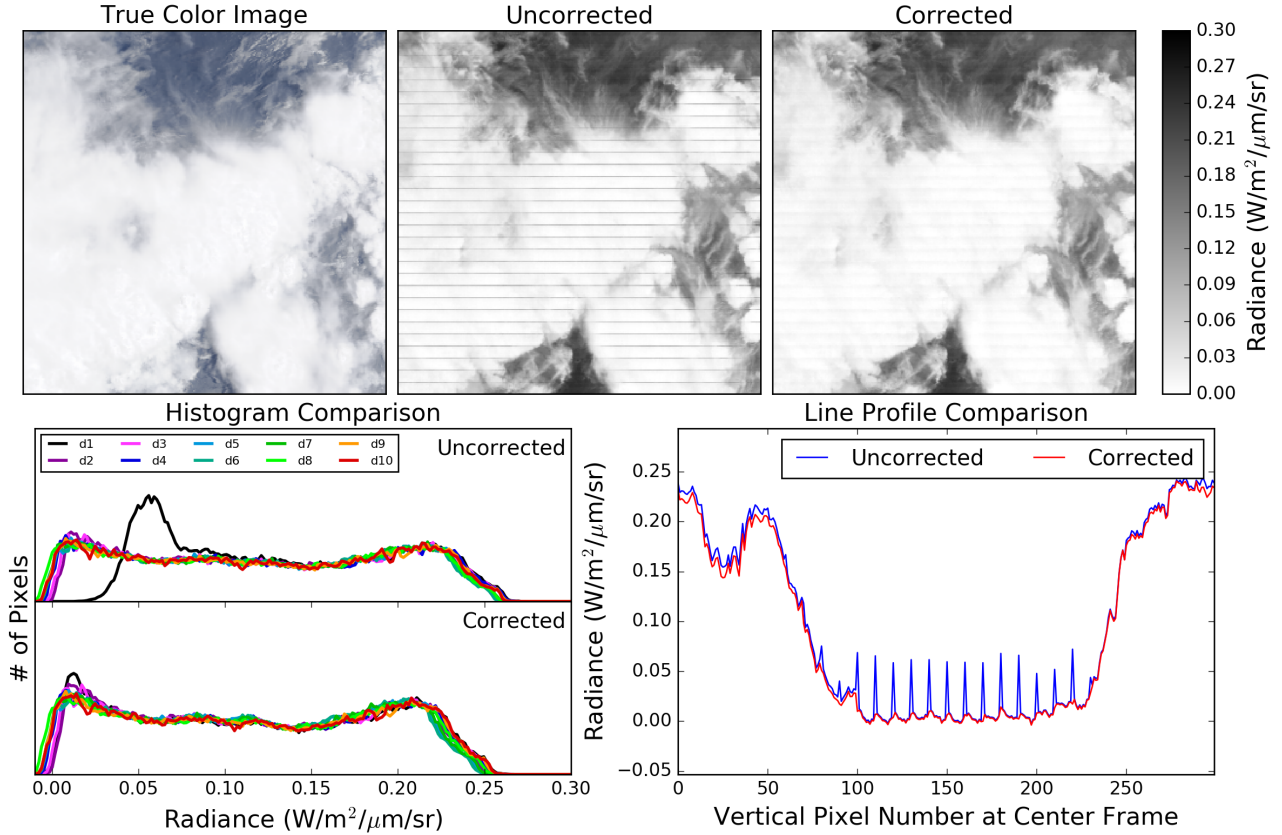 True Color Image
Uncorrected
Corrected
0.30
0.27
0.24
0.21
0.18
0.15
0.12
0.09
0.06
0.03
0.00
Radiance (W/m²/μm/sr)
Histogram Comparison
d1 d3 d5 d7 d9
d2 d4 d6 d8 d10
Uncorrected
Corrected
# of Pixels
0.00 0.05 0.10 0.15 0.20 0.25 0.30
Radiance (W/m²/μm/sr)
Line Profile Comparison
Uncorrected Corrected
0.25
0.20
0.15
0.10
0.05
0.00
−0.05
Radiance (W/m²/μm/sr)
0 50 100 150 200 250
Vertical Pixel Number at Center Frame